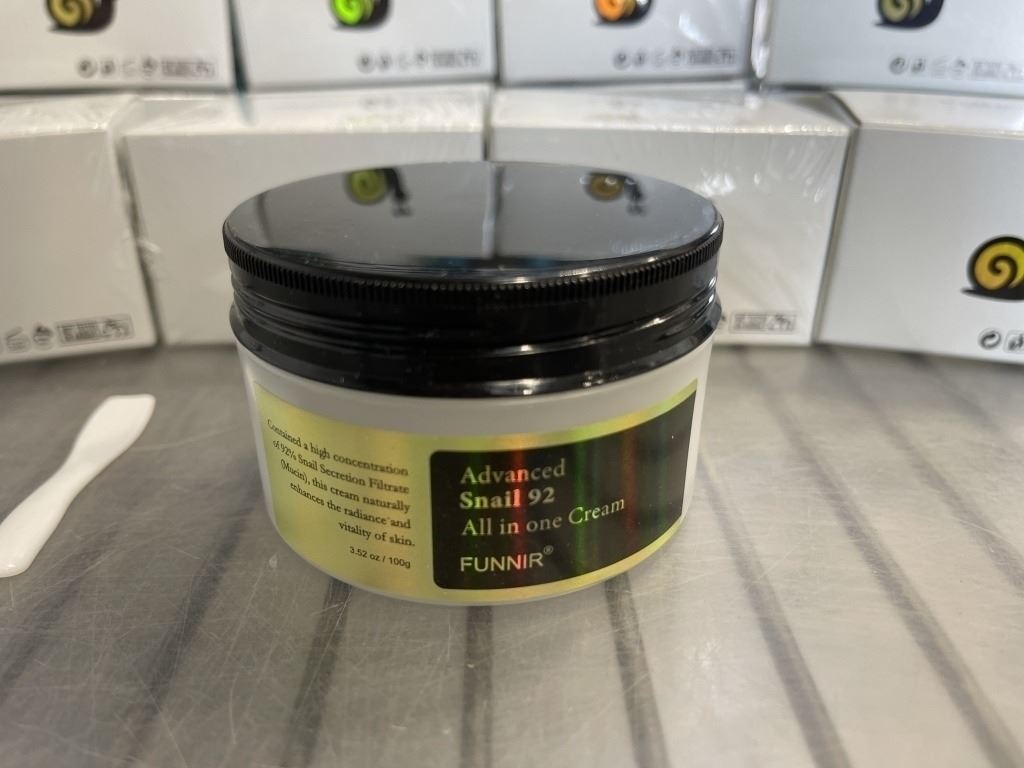 Contained a high concentration
of 92% Snail Secretion Filtrate
(Mucin), this cream naturally
enhances the radiance and
vitality of skin.
3.52 oz / 100g
Advanced
Snail 92
All in one Cream
FUNNIR®